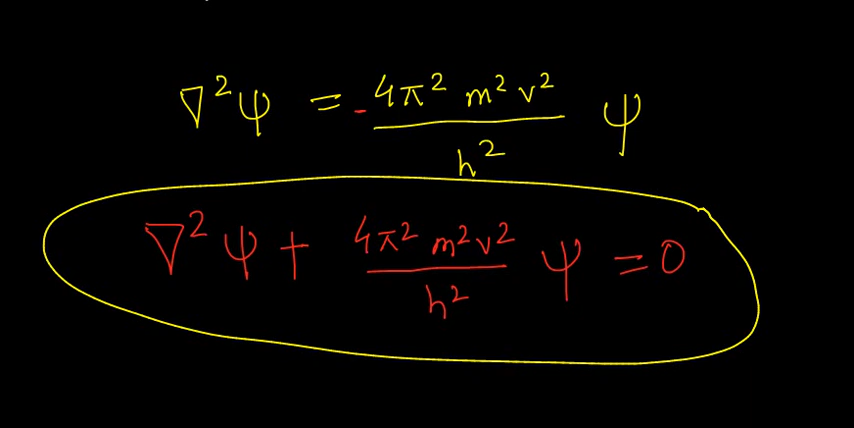 ∇²ψ = -4π² m² v² / h² ψ
∇²ψ + 4π² m² v² / h² ψ = 0